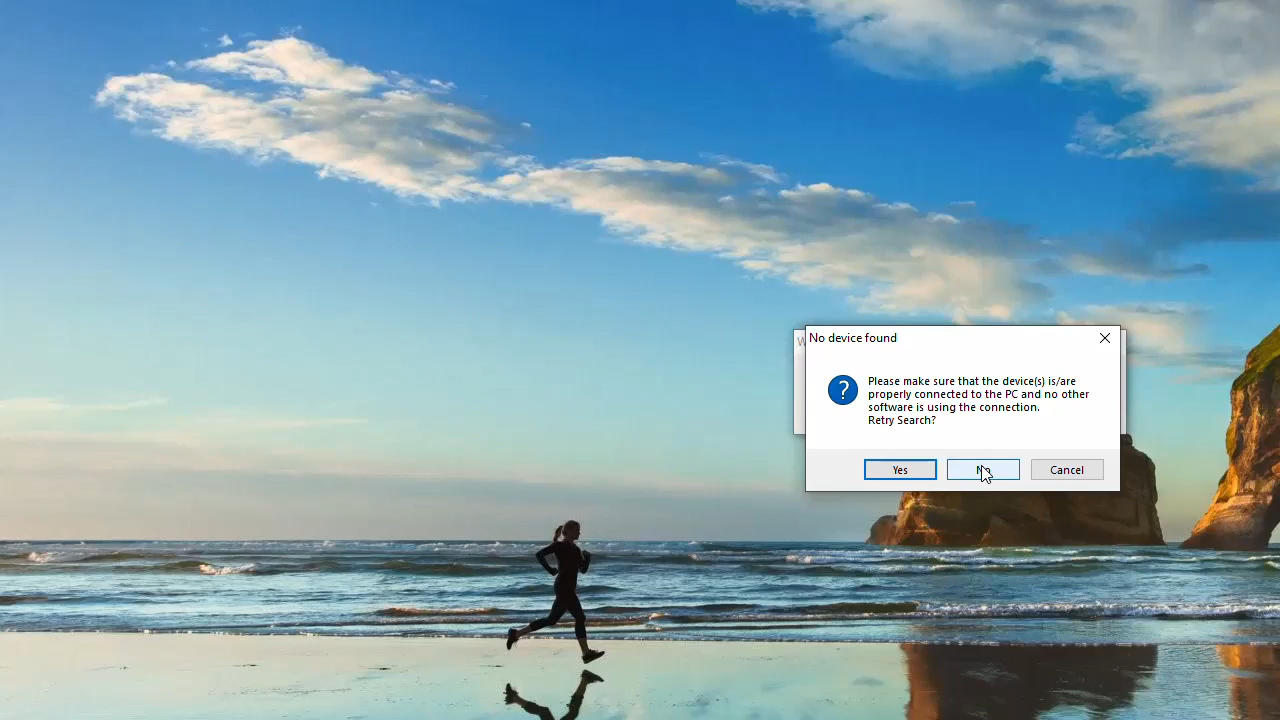 No device found
Please make sure that the device(s) is/are
properly connected to the PC and no other
software is using the connection.
Retry Search?
Yes
No
Cancel